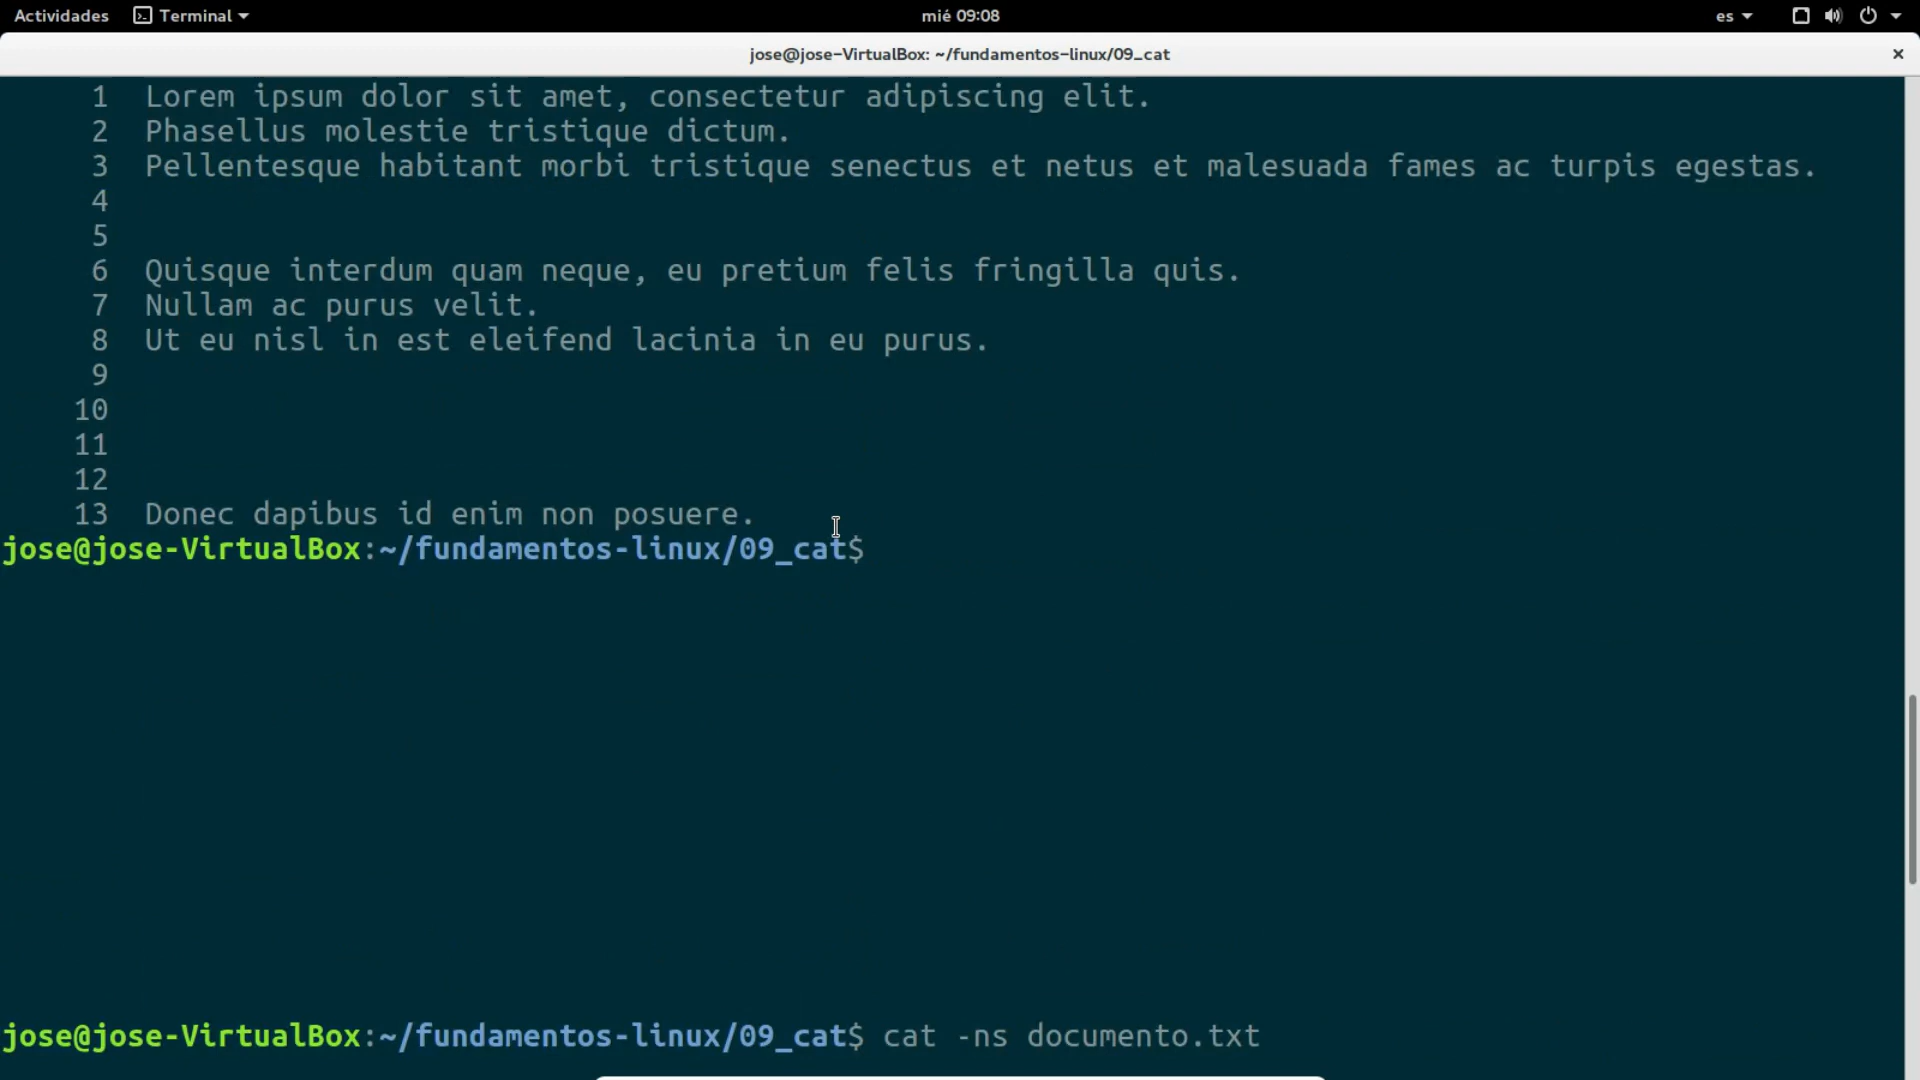 Actividades Terminal mié 09:08 es
jose@jose-VirtualBox: ~/fundamentos-linux/09_cat
1 Lorem ipsum dolor sit amet, consectetur adipiscing elit.
2 Phasellus molestie tristique dictum.
3 Pellentesque habitant morbi tristique senectus et netus et malesuada fames ac turpis egestas.
4
5
6 Quisque interdum quam neque, eu pretium felis fringilla quis.
7 Nullam ac purus velit.
8 Ut eu nisl in est eleifend lacinia in eu purus.
9
10
11
12
13 Donec dapibus id enim non posuere.
jose@jose-VirtualBox:~/fundamentos-linux/09_cat$
jose@jose-VirtualBox:~/fundamentos-linux/09_cat$ cat -ns documento.txt